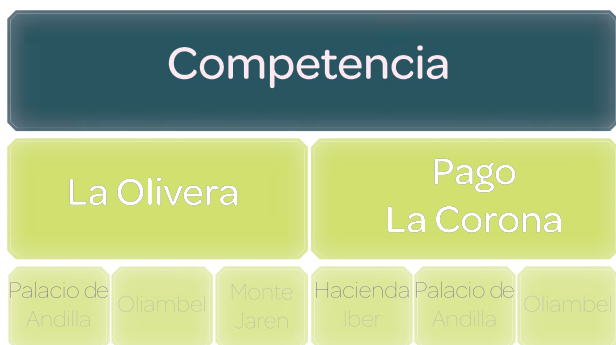 Competencia
La Olivera
Pago
La Corona
Palacio de
Andilla
Oliambel
Monte
Jaren
Hacienda
Iber
Palacio de
Andilla
Oliambel